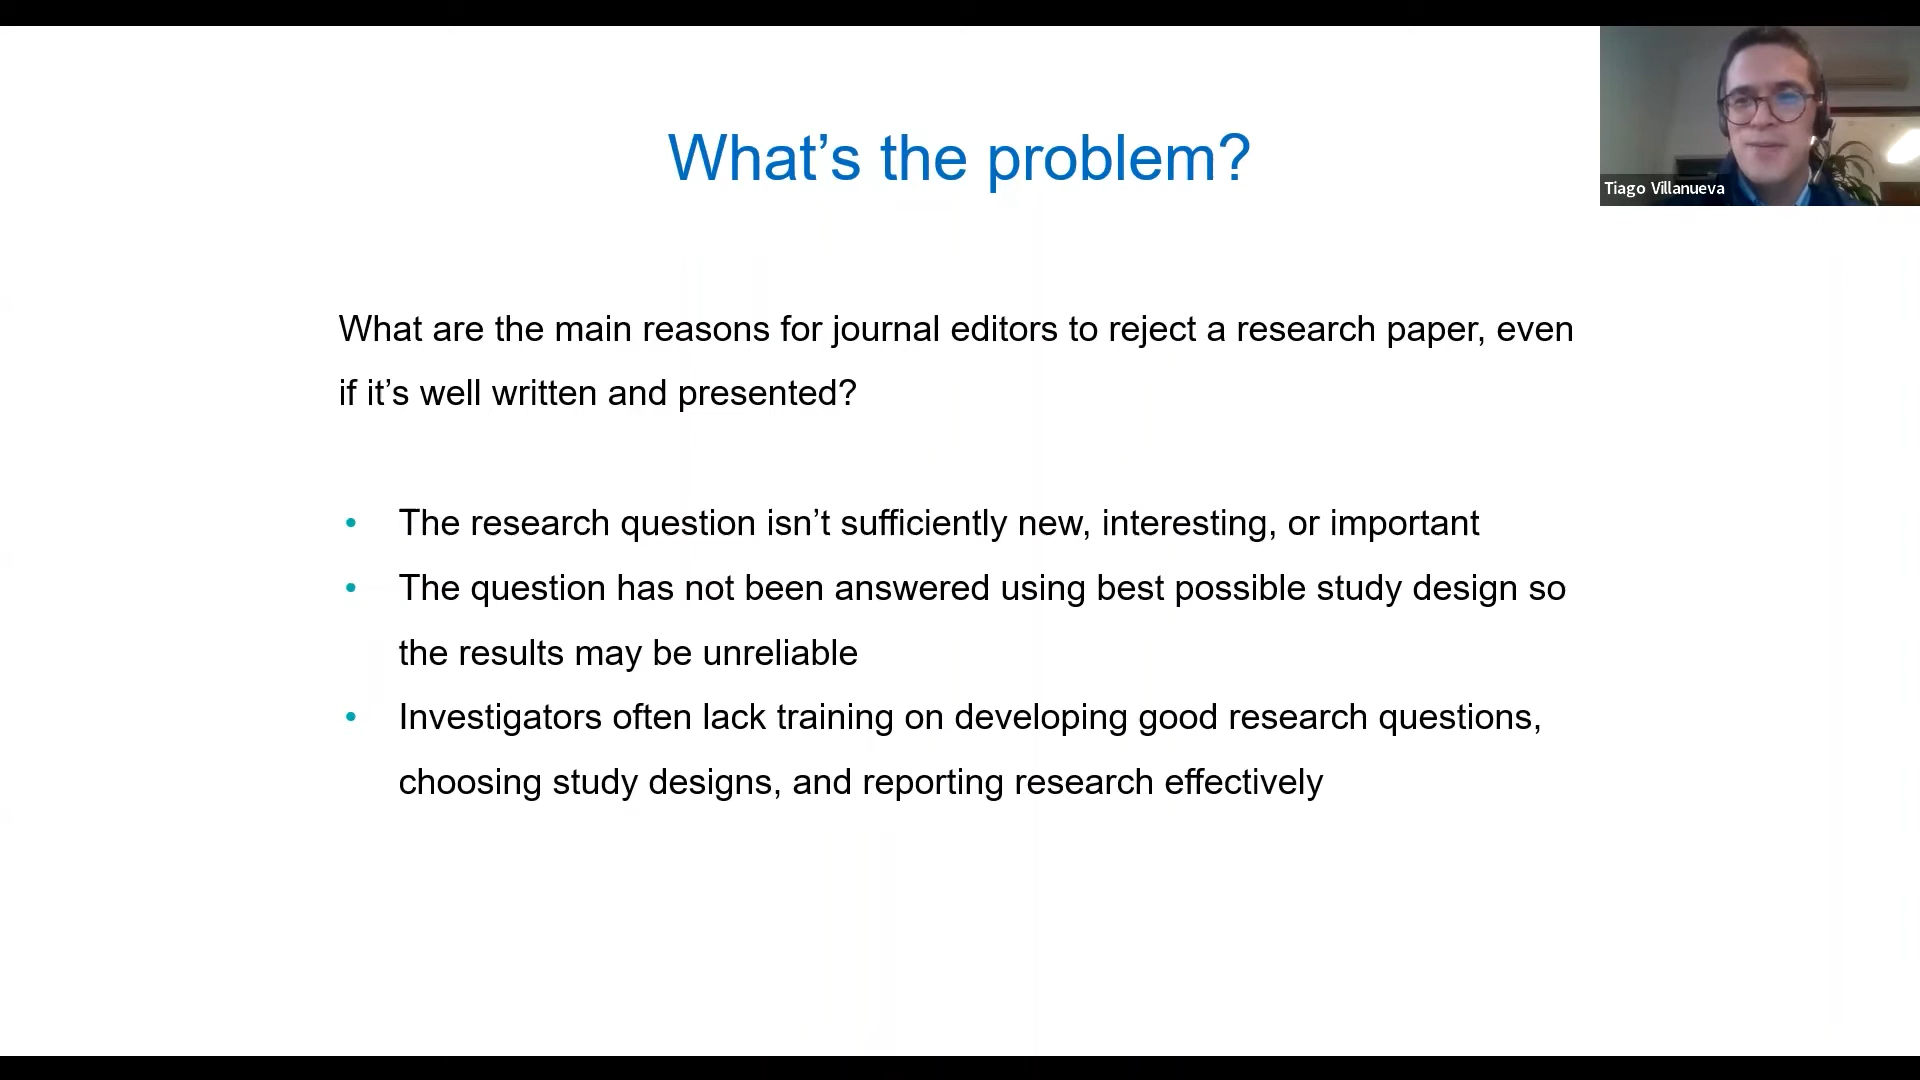 What’s the problem?
Tiago Villanueva
What are the main reasons for journal editors to reject a research paper, even
if it’s well written and presented?
• The research question isn’t sufficiently new, interesting, or important
• The question has not been answered using best possible study design so
the results may be unreliable
• Investigators often lack training on developing good research questions,
choosing study designs, and reporting research effectively